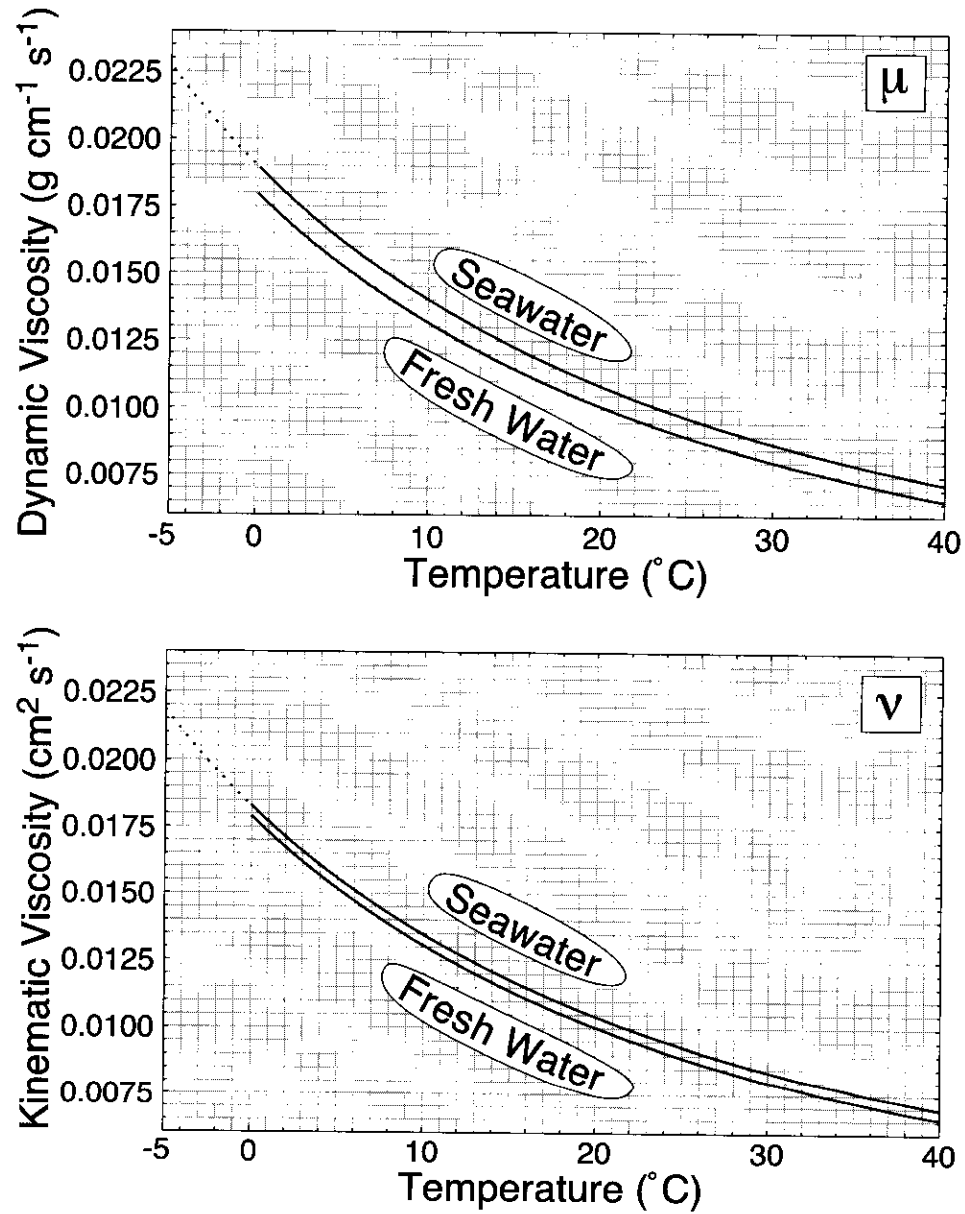 Dynamic Viscosity (g cm-1 s-1)
0.0225
0.0200
0.0175
0.0150
0.0125
0.0100
0.0075
μ
Seawater
Fresh Water
-5 0 10 20 30 40
Temperature (˚C)
Kinematic Viscosity (cm2 s-1)
0.0225
0.0200
0.0175
0.0150
0.0125
0.0100
0.0075
ν
Seawater
Fresh Water
-5 0 10 20 30 40
Temperature (˚C)